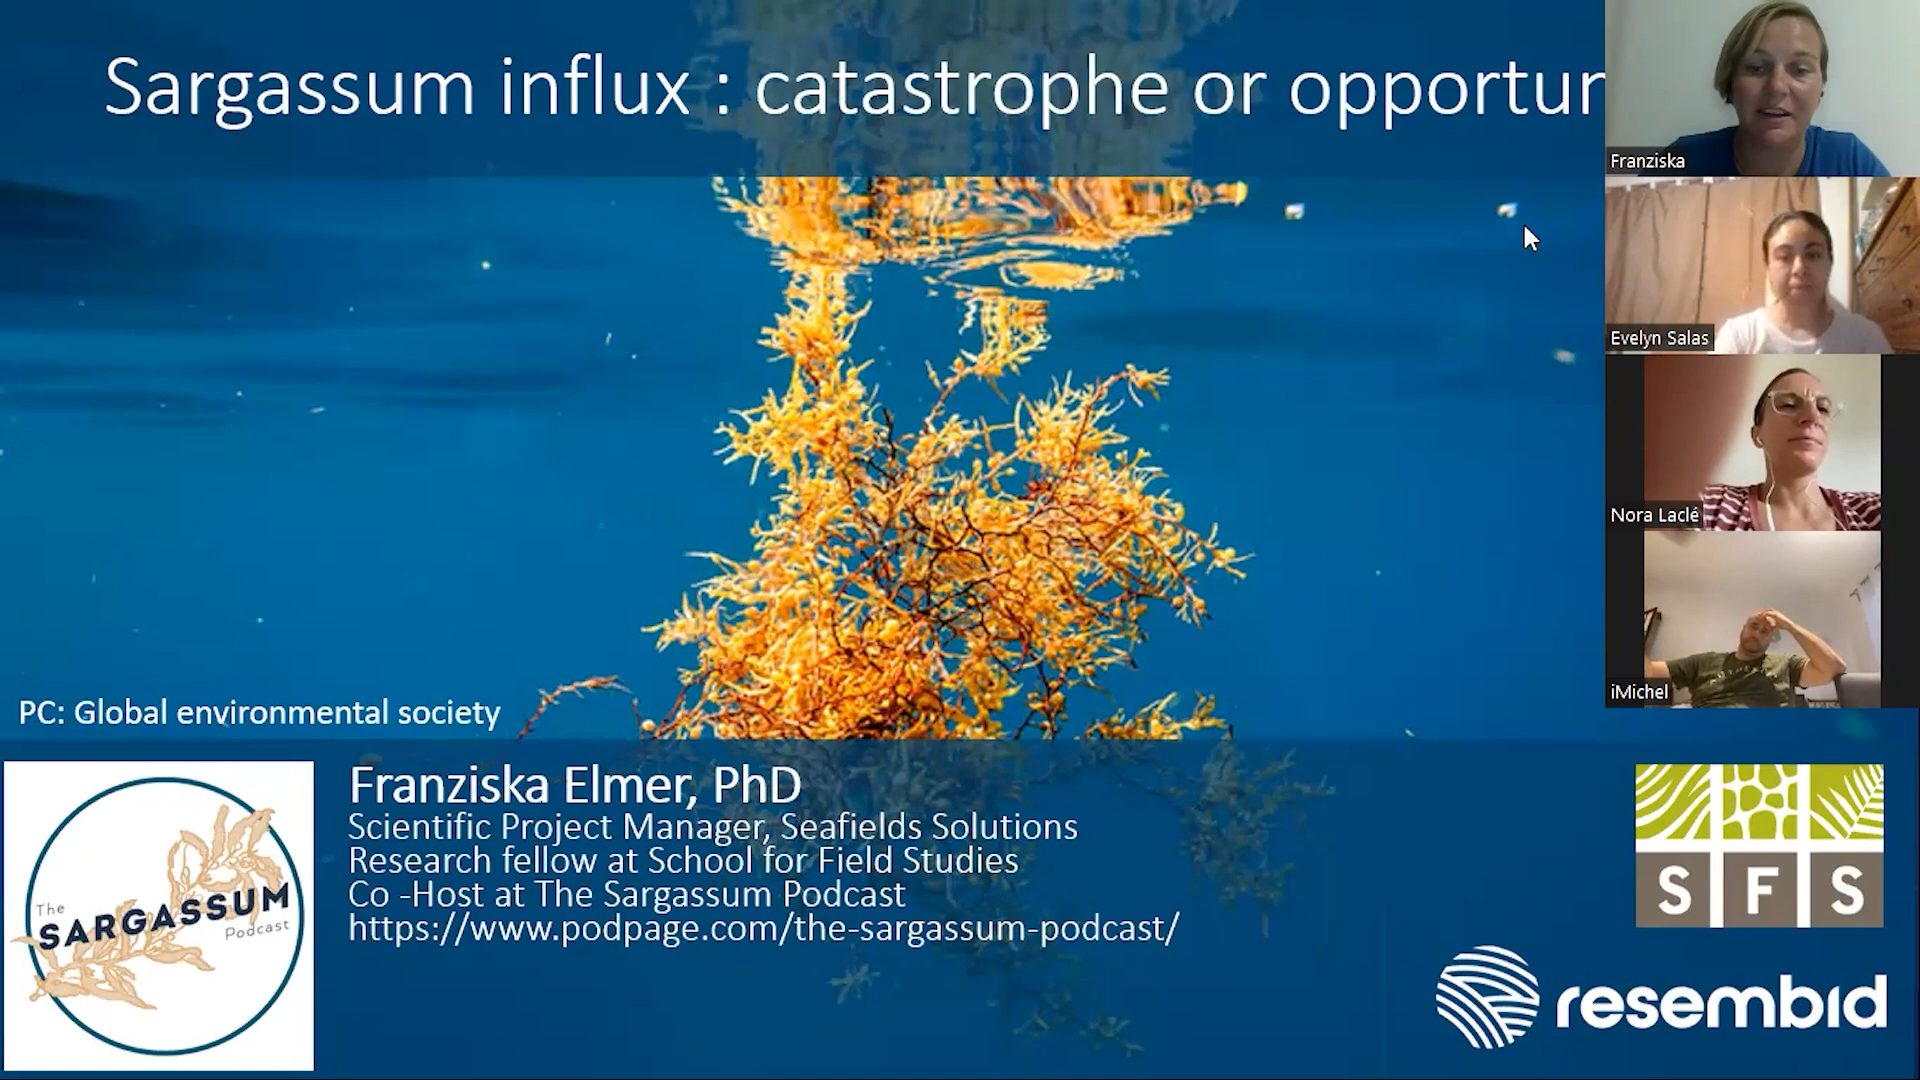 Sargassum influx : catastrophe or opportun
Franziska
Evelyn Salas
Nora Laclé
iMichel
PC: Global environmental society
The
SARGASSUM
Podcast
Franziska Elmer, PhD
Scientific Project Manager, Seafields Solutions
Research fellow at School for Field Studies
Co -Host at The Sargassum Podcast
https://www.podpage.com/the-sargassum-podcast/
S F S
resembid